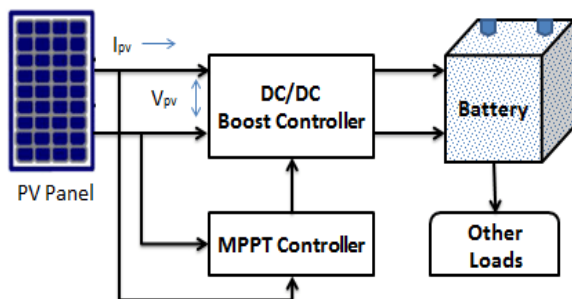 Ipv
Vpv
DC/DC
Boost Controller
Battery
PV Panel
MPPT Controller
Other
Loads